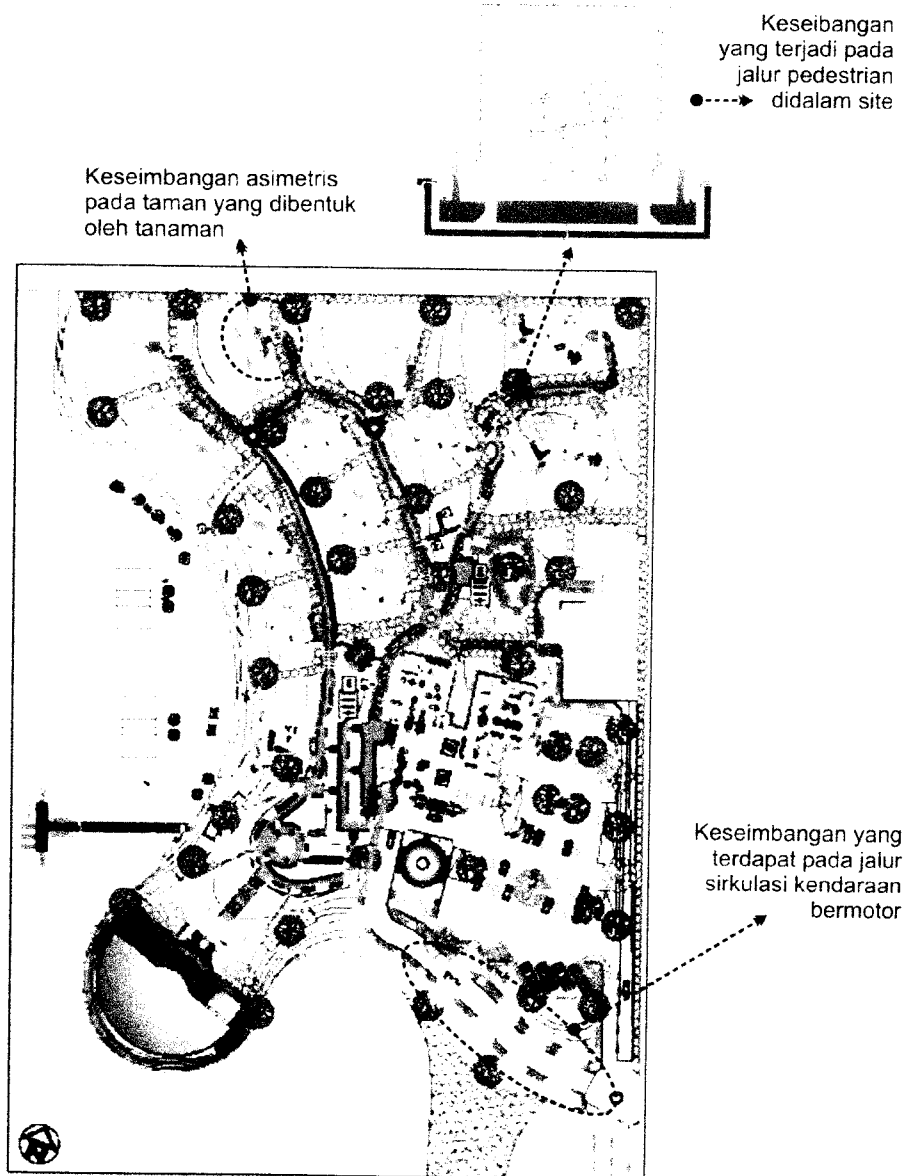 Keseibangan
yang terjadi pada
jalur pedestrian
didalam site
Keseimbangan asimetris
pada taman yang dibentuk
oleh tanaman
Keseimbangan yang
terdapat pada jalur
sirkulasi kendaraan
bermotor